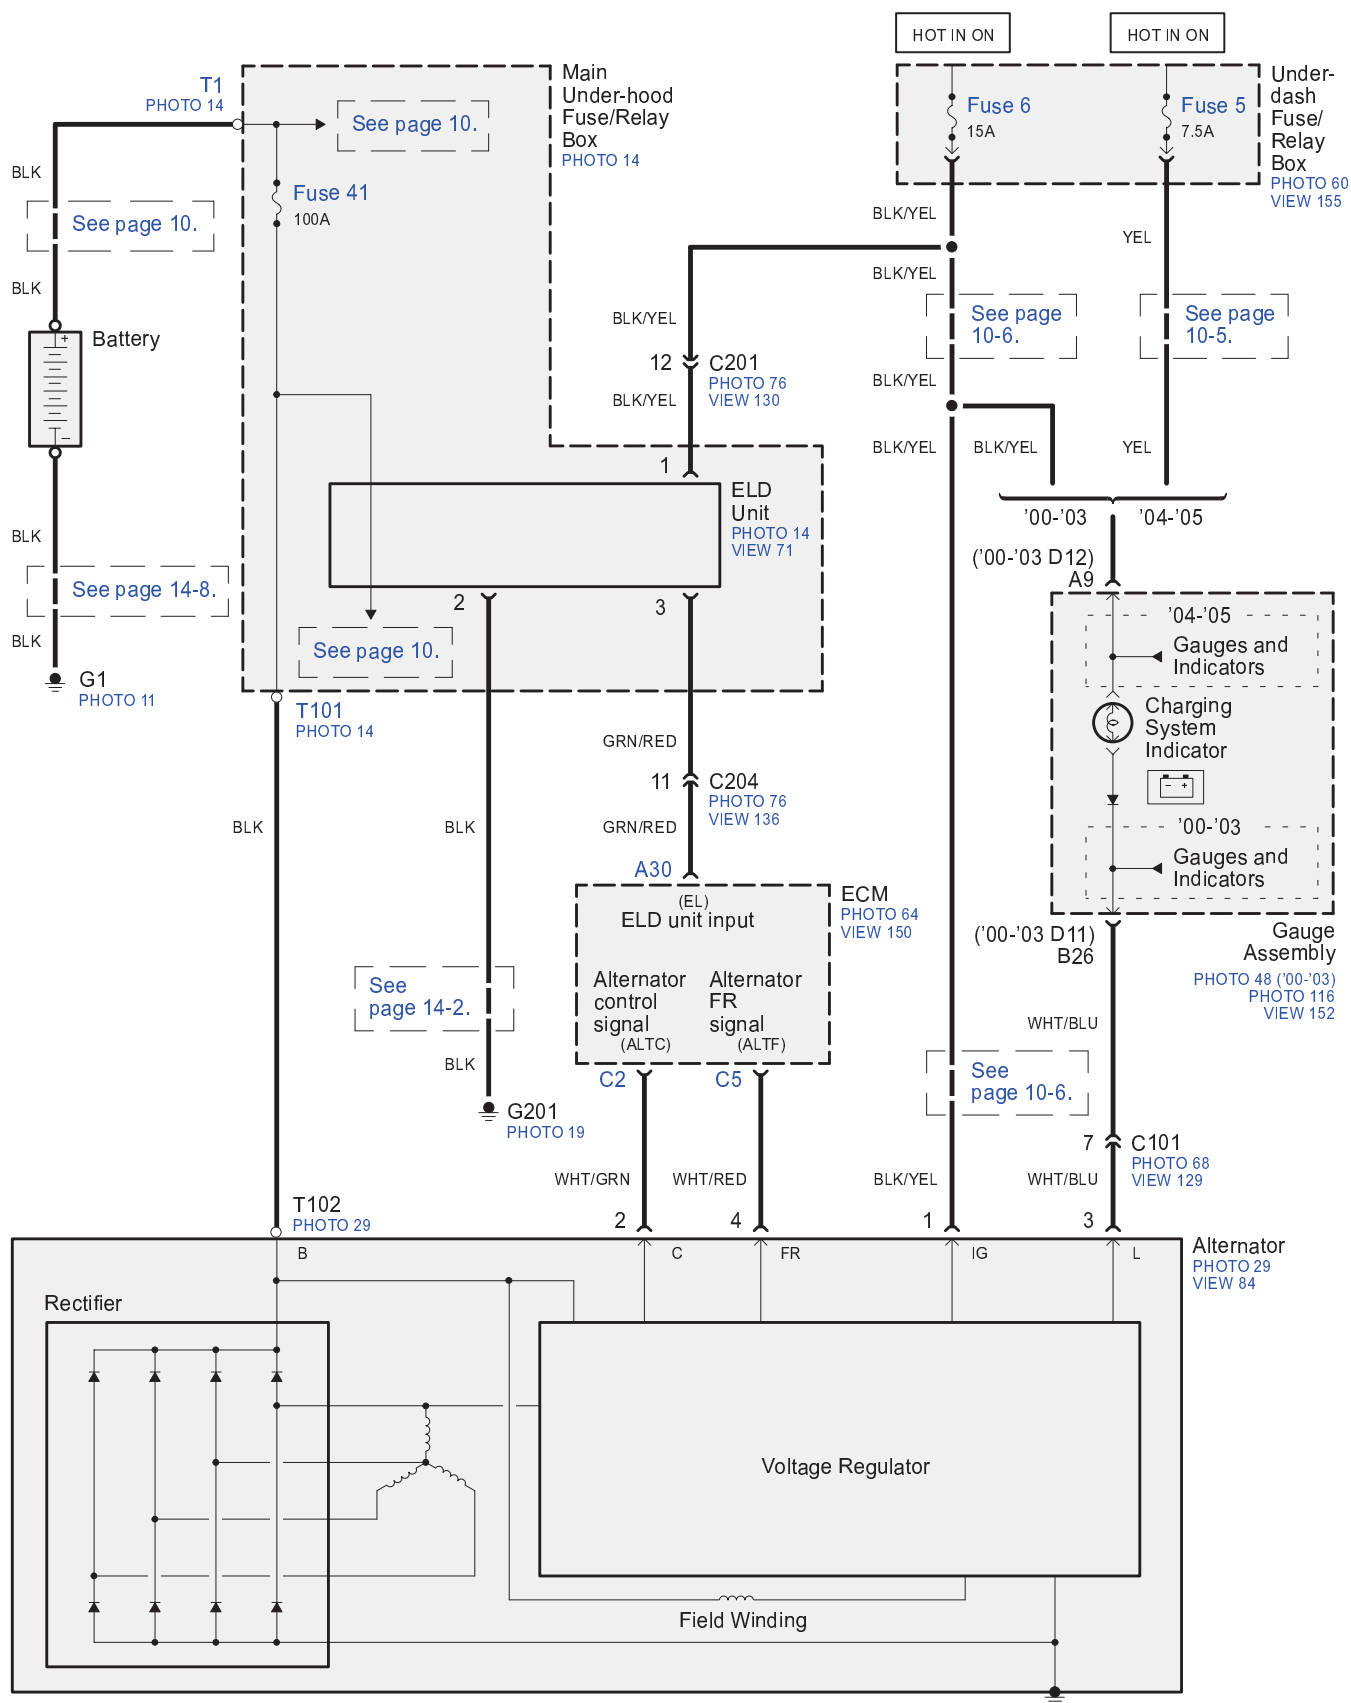 HOT IN ON
HOT IN ON
T1
PHOTO 14
Main
Under-hood
Fuse/Relay
Box
PHOTO 14
See page 10.
Fuse 41
100A
Fuse 6
15A
Fuse 5
7.5A
Under-
dash
Fuse/
Relay
Box
PHOTO 60
VIEW 155
BLK
See page 10.
BLK
+
Battery
−
BLK
See page 14-8.
BLK
G1
PHOTO 11
BLK/YEL
YEL
BLK/YEL
BLK/YEL
See page
10-6.
See page
10-5.
12
C201
PHOTO 76
VIEW 130
BLK/YEL
BLK/YEL
BLK/YEL
BLK/YEL
YEL
1
ELD
Unit
PHOTO 14
VIEW 71
2
3
See page 10.
T101
PHOTO 14
’00-’03
’04-’05
(’00-’03 D12)
A9
’04-’05
Gauges and
Indicators
Charging
System
Indicator
− +
’00-’03
Gauges and
Indicators
(’00-’03 D11)
B26
Gauge
Assembly
PHOTO 48 (’00-’03)
PHOTO 116
VIEW 152
GRN/RED
11
C204
PHOTO 76
VIEW 136
GRN/RED
BLK
BLK
A30
ECM
PHOTO 64
VIEW 150
(EL)
ELD unit input
Alternator
control
signal
(ALTC)
Alternator
FR
signal
(ALTF)
C2
C5
See
page 14-2.
BLK
G201
PHOTO 19
WHT/BLU
See
page 10-6.
7
C101
PHOTO 68
VIEW 129
WHT/GRN
WHT/RED
BLK/YEL
WHT/BLU
T102
PHOTO 29
2
4
1
3
B
C
FR
IG
L
Alternator
PHOTO 29
VIEW 84
Rectifier
Voltage Regulator
Field Winding